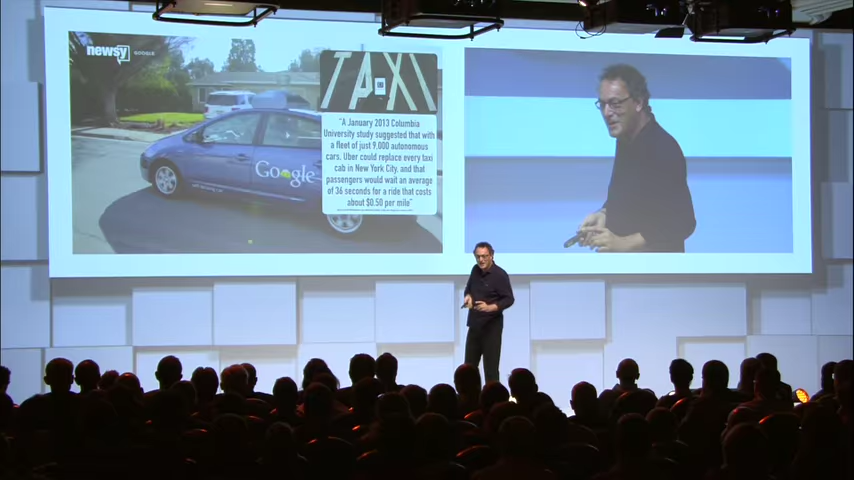 newsy GOOGLE
TAXI
"A January 2013 Columbia
University study suggested that with
a fleet of just 9,000 autonomous
cars, Uber could replace every taxi
cab in New York City, and that
passengers would wait an average
of 36 seconds for a ride that costs
about $0.50 per mile"
Google